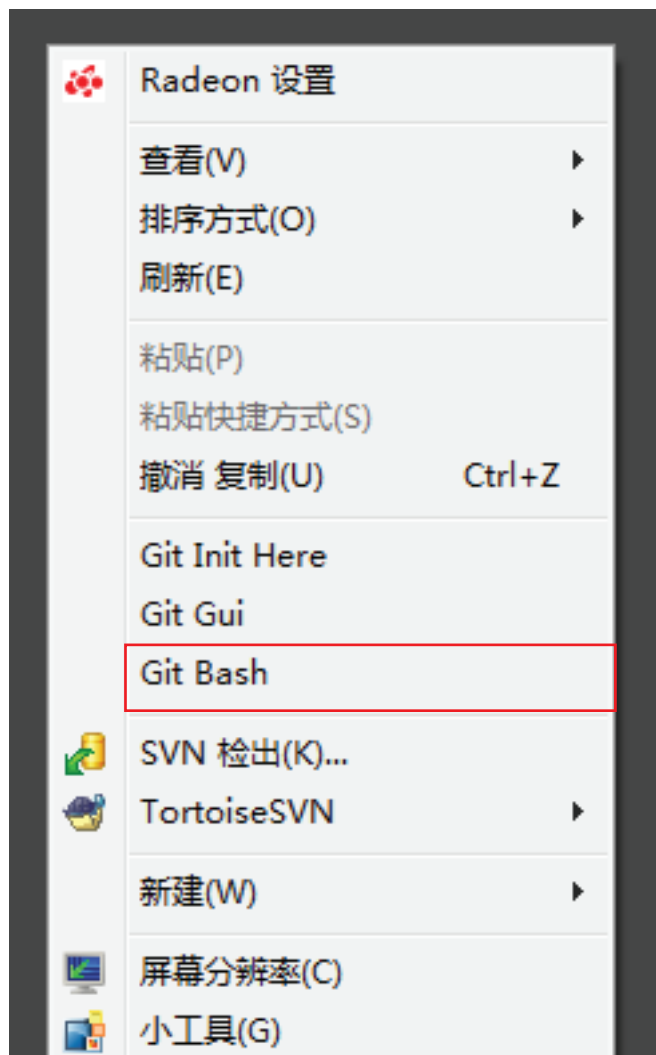 Radeon 设置
查看(V)
排序方式(O)
刷新(E)
粘贴(P)
粘贴快捷方式(S)
撤消 复制(U) Ctrl+Z
Git Init Here
Git Gui
Git Bash
SVN 检出(K)...
TortoiseSVN
新建(W)
屏幕分辨率(C)
小工具(G)